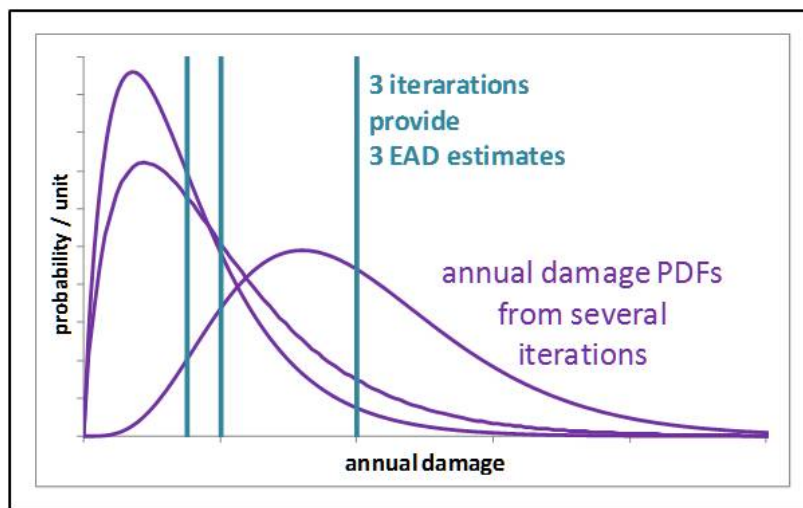 3 iterarations
provide
3 EAD estimates
probability / unit
annual damage PDFs
from several
iterations
annual damage